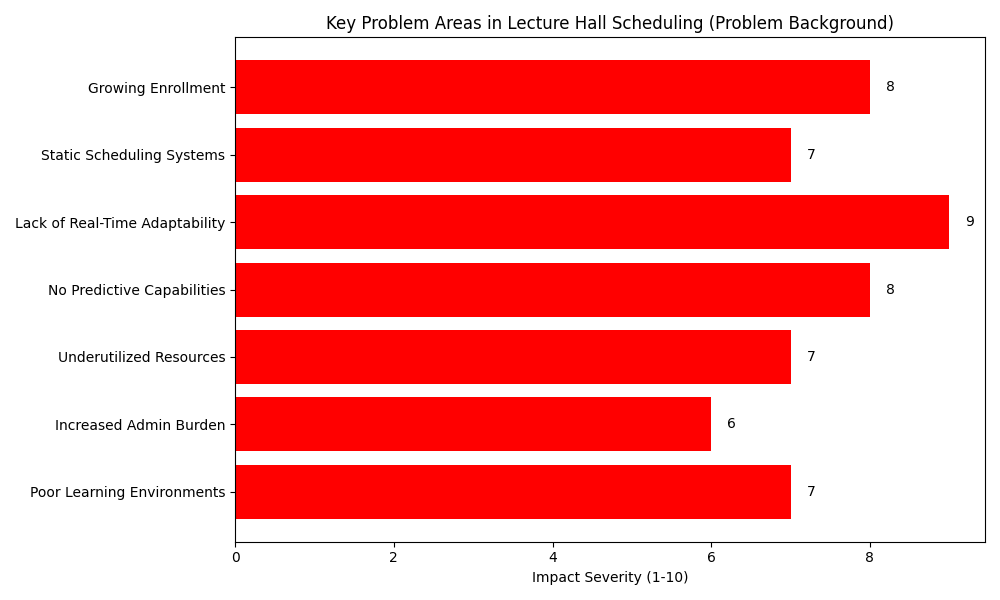 Key Problem Areas in Lecture Hall Scheduling (Problem Background)
Growing Enrollment 8
Static Scheduling Systems 7
Lack of Real-Time Adaptability 9
No Predictive Capabilities 8
Underutilized Resources 7
Increased Admin Burden 6
Poor Learning Environments 7
0 2 4 6 8
Impact Severity (1-10)